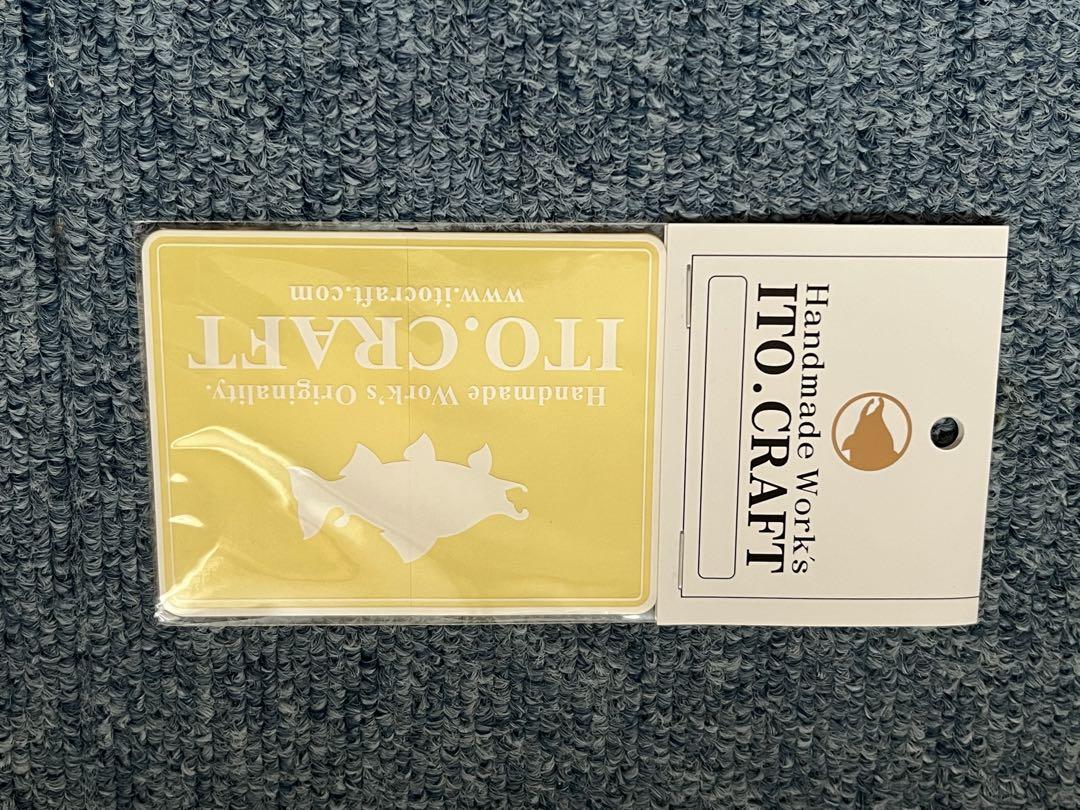 Handmade Work's Originality.
ITO.CRAFT
www.itocraft.com
Handmade Work's
ITO.CRAFT